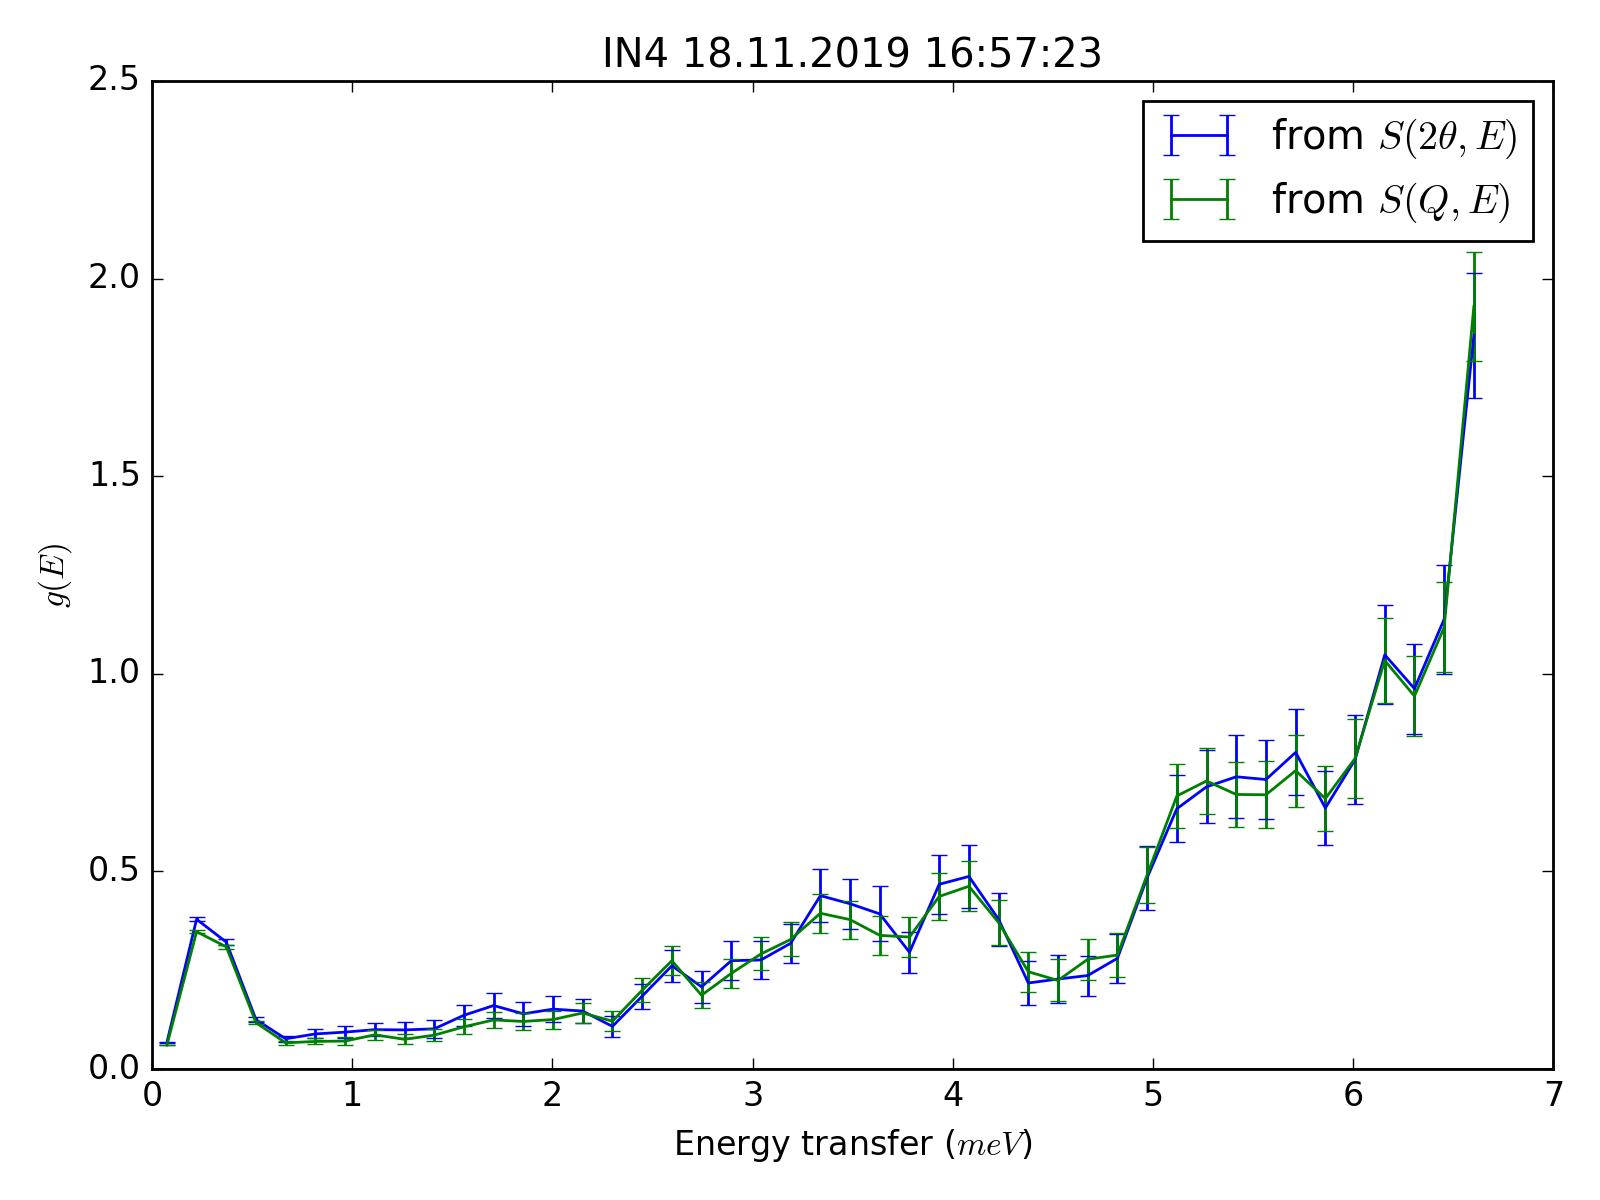 IN4 18.11.2019 16:57:23
2.5
2.0
1.5
1.0
0.5
0.0
g(E)
from S(2θ, E)
from S(Q, E)
0 1 2 3 4 5 6 7
Energy transfer (meV)